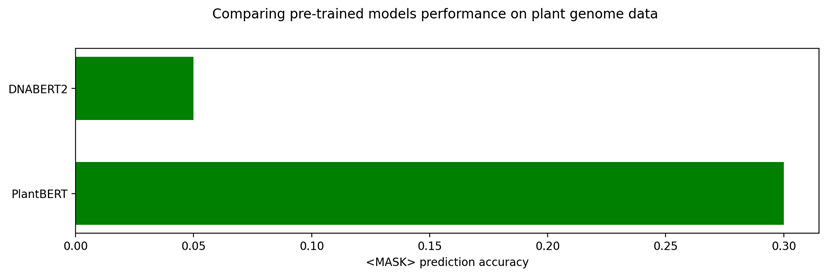 Comparing pre-trained models performance on plant genome data
DNABERT2
PlantBERT
0.00 0.05 0.10 0.15 0.20 0.25 0.30
<MASK> prediction accuracy